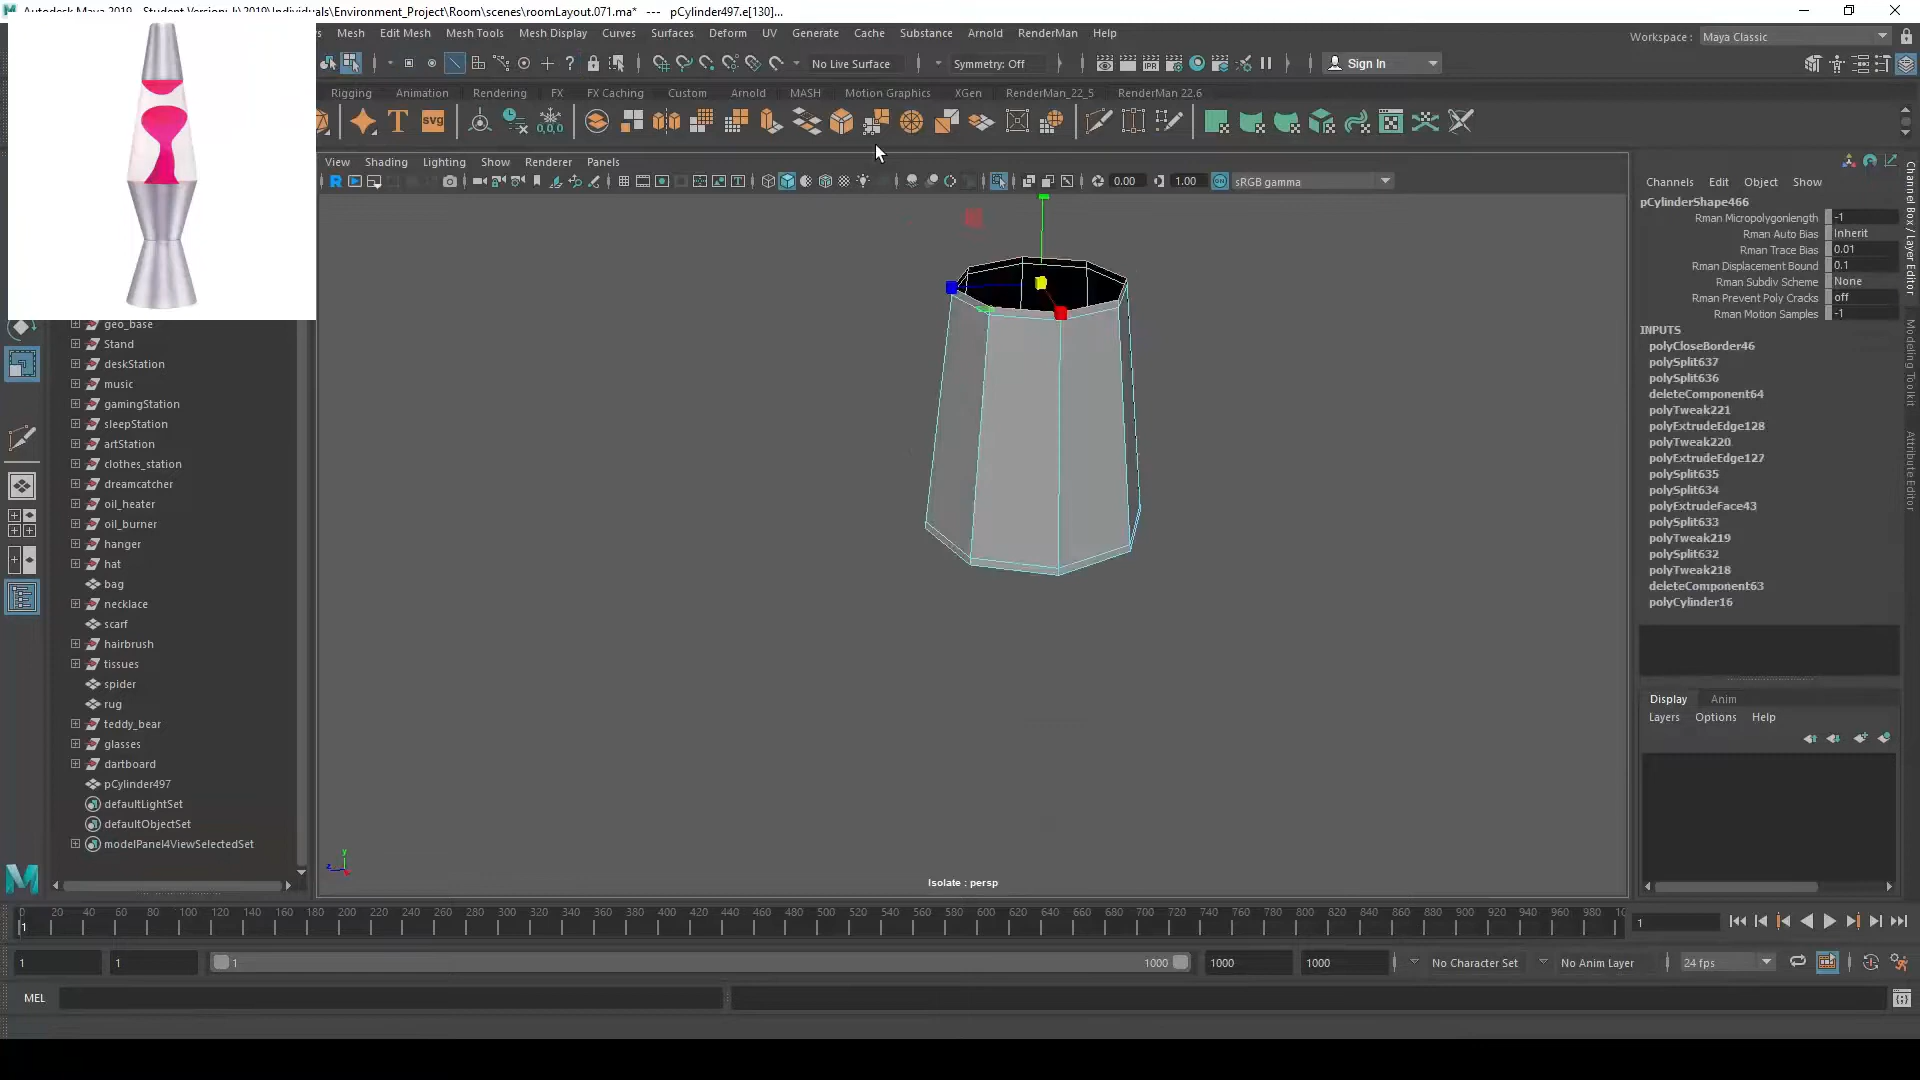 Autodesk Maya 2019 - Student Version: I:\2019\Individuals\Environment_Project\Room\scenes\roomLayout.071.ma* --- pCylinder497.e[130]...
Mesh Edit Mesh Mesh Tools Mesh Display Curves Surfaces Deform UV Generate Cache Substance Arnold RenderMan Help
Workspace : Maya Classic
No Live Surface
Symmetry: Off
Sign In
Rigging Animation Rendering FX FX Caching Custom Arnold MASH Motion Graphics XGen RenderMan_22_5 RenderMan 22.6
T svg
View Shading Lighting Show Renderer Panels
R 0.00 1.00 sRGB gamma
Channels Edit Object Show
pCylinderShape466
Rman Micropolygonlength -1
Rman Auto Bias Inherit
Rman Trace Bias 0.01
Rman Displacement Bound 0.1
Rman Subdiv Scheme None
Rman Prevent Poly Cracks off
Rman Motion Samples -1
INPUTS
polyCloseBorder46
polySplit637
polySplit636
deleteComponent64
polyTweak221
polyExtrudeEdge128
polyTweak220
polyExtrudeEdge127
polySplit635
polySplit634
polyExtrudeFace43
polySplit633
polyTweak219
polySplit632
polyTweak218
deleteComponent63
polyCylinder16
Channel Box / Layer Editor
Modeling Toolkit
Attribute Editor
geo_base
Stand
deskStation
music
gamingStation
sleepStation
artStation
clothes_station
dreamcatcher
oil_heater
oil_burner
hanger
hat
bag
necklace
scarf
hairbrush
tissues
spider
rug
teddy_bear
glasses
dartboard
pCylinder497
defaultLightSet
defaultObjectSet
modelPanel4ViewSelectedSet
y
z
Isolate : persp
Display Anim
Layers Options Help
0 20 40 60 80 100 120 140 160 180 200 220 240 260 280 300 320 340 360 380 400 420 440 460 480 500 520 540 560 580 600 620 640 660 680 700 720 740 760 780 800 820 840 860 880 900 920 940 960 980
1
1
1 1 1 1000 1000 1000 No Character Set No Anim Layer 24 fps
MEL